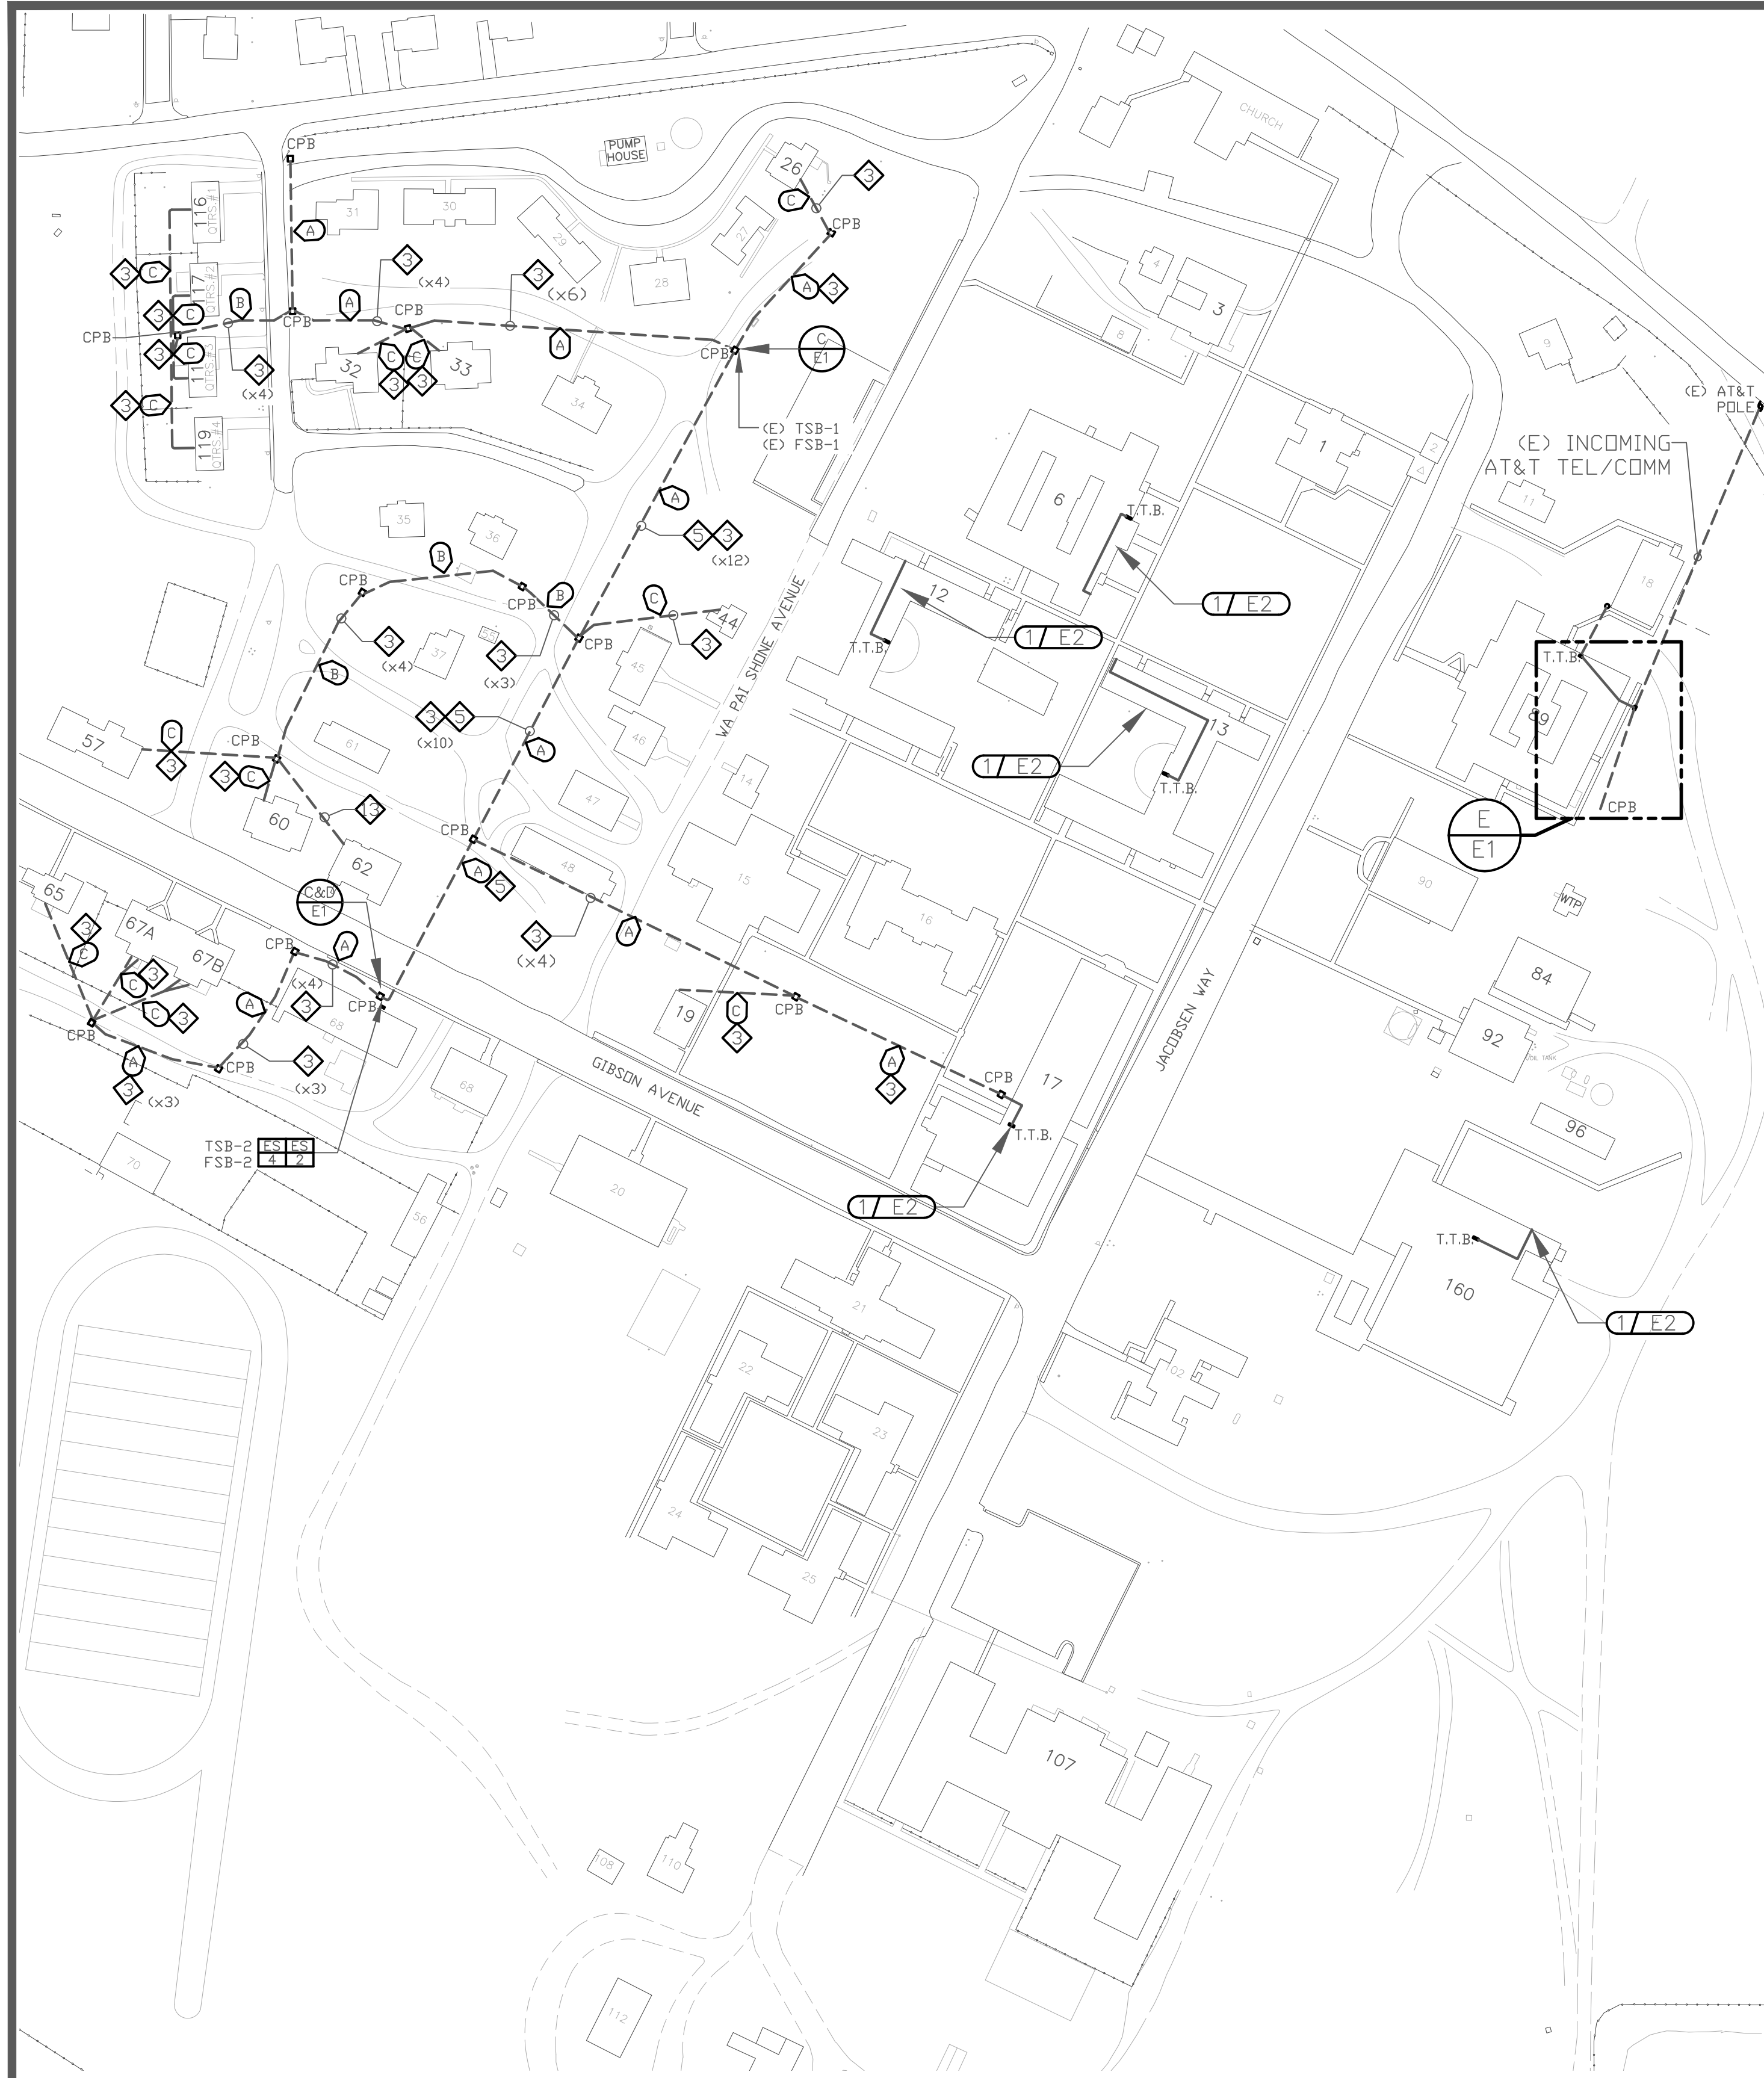 CHURCH
PUMP
HOUSE
CPB
26
3
C
116
QTRS.#1
A
31
30
29
27
CPB
28
4
3
A
3
3
(x4)
3
(x6)
3
C
117
QTRS.#2
8
B
A
CPB
3
C
CPB
CPB
A
C
E1
CPB
9
CPB
3
C
QTRS.#3
32
C
C
33
3
3
3
(x4)
34
(E) AT&T
POLE
3
C
119
QTRS.#4
(E) TSB-1
(E) FSB-1
(E) INCOMING
AT&T TEL/COMM
1
2
6
A
11
35
36
5
3
(x12)
T.T.B.
B
CPB
CPB
B
C
44
12
1/ E2
18
3
(x4)
37
55
3
(x3)
CPB
3
T.T.B.
1/ E2
T.T.B.
B
45
WA PAI SHONE AVENUE
3
5
(x10)
A
13
89
57
C
3
CPB
61
46
1/ E2
14
T.T.B.
CPB
3
C
60
13
47
E
E1
CPB
48
62
A
5
15
90
65
C&D
E1
3
(x4)
A
16
WTP
3
C
67A
67B
CPB
A
C
3
(x4)
3
A
C
3
CPB
68
CPB
C
3
19
CPB
84
92
OIL TANK
JACOBSEN WAY
A
3
(x3)
CPB
3
(x3)
68
GIBSON AVENUE
A
3
CPB
17
T.T.B.
96
TSB-2
FSB-2
ES
4
ES
2
70
20
56
1/ E2
T.T.B.
160
1/ E2
21
22
102
23
24
25
107
108
110
112